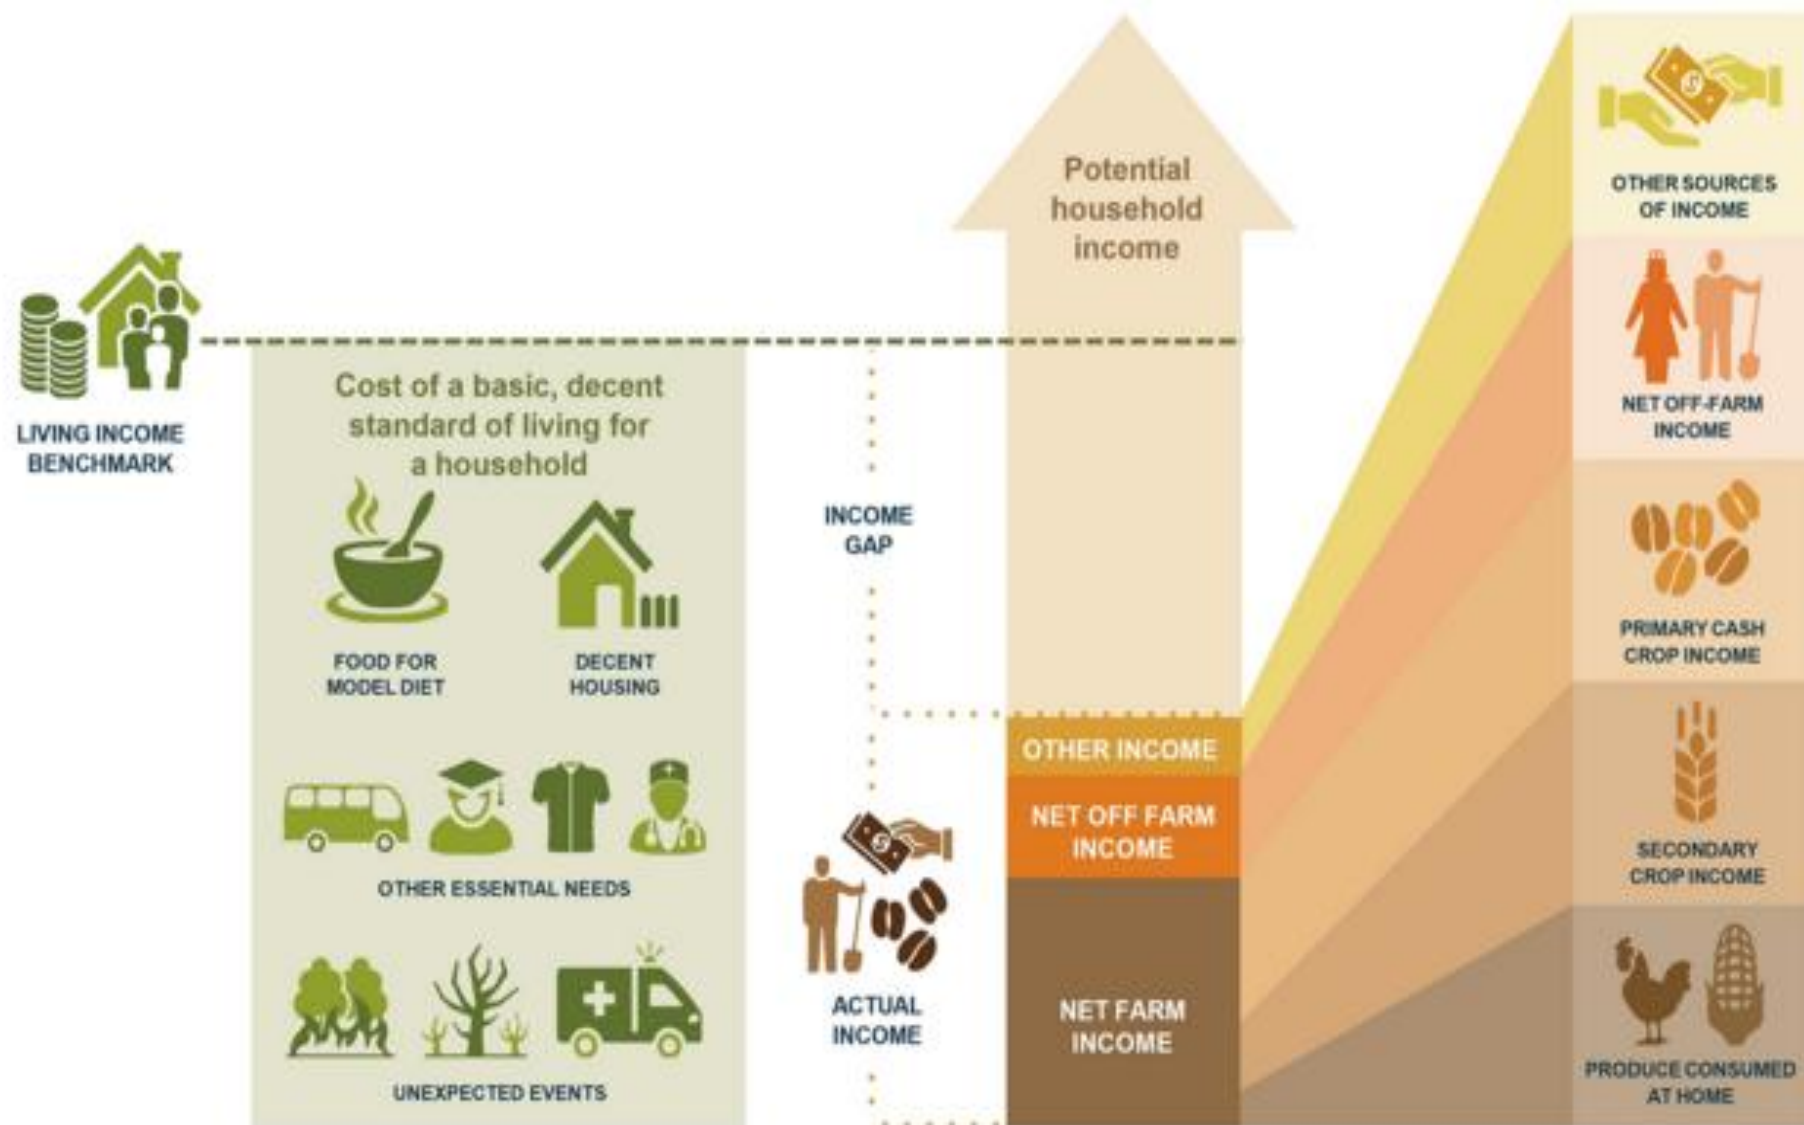 LIVING INCOME
BENCHMARK
Cost of a basic, decent
standard of living for
a household
FOOD FOR
MODEL DIET
DECENT
HOUSING
OTHER ESSENTIAL NEEDS
UNEXPECTED EVENTS
INCOME
GAP
ACTUAL
INCOME
Potential
household
income
OTHER INCOME
NET OFF FARM
INCOME
NET FARM
INCOME
OTHER SOURCES
OF INCOME
NET OFF-FARM
INCOME
PRIMARY CASH
CROP INCOME
SECONDARY
CROP INCOME
PRODUCE CONSUMED
AT HOME